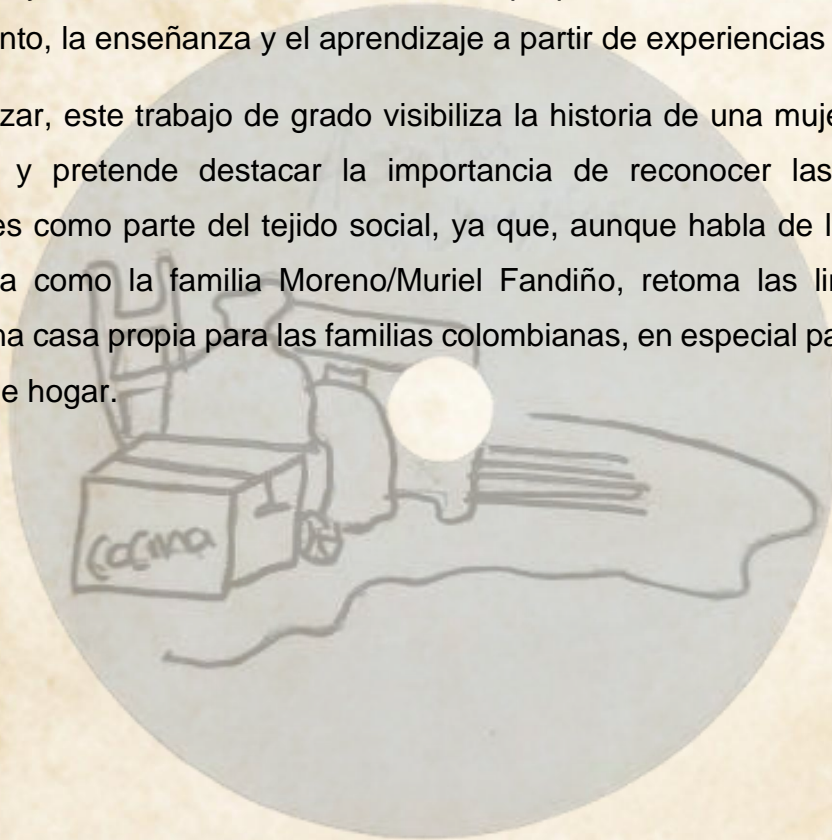 nto, la enseñanza y el aprendizaje a partir de experiencias
zar, este trabajo de grado visibiliza la historia de una muje
y pretende destacar la importancia de reconocer las
es como parte del tejido social, ya que, aunque habla de l
a como la familia Moreno/Muriel Fandiño, retoma las li
na casa propia para las familias colombianas, en especial pa
e hogar.
Cocina